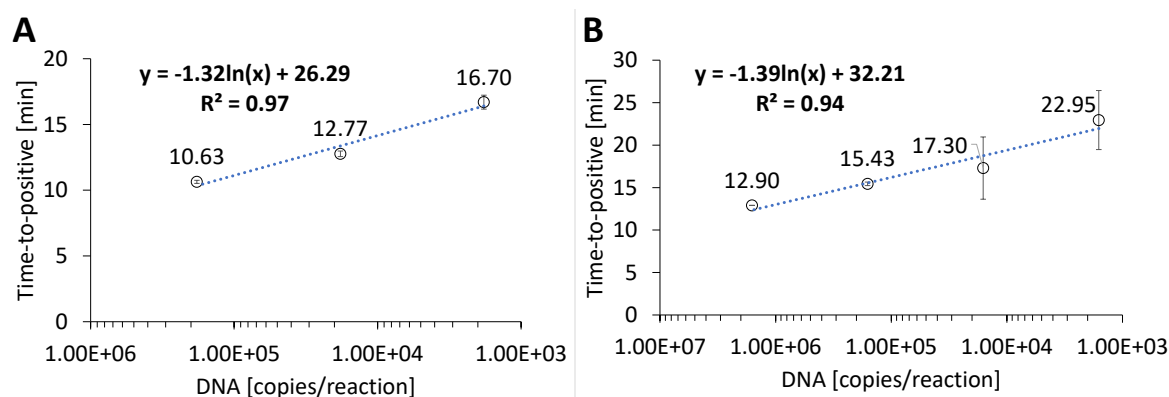 A
y = -1.32ln(x) + 26.29
R² = 0.97
Time-to-positive [min]
20
15
10
5
0
10.63
12.77
16.70
1.00E+06
1.00E+05
1.00E+04
1.00E+03
DNA [copies/reaction]
B
y = -1.39ln(x) + 32.21
R² = 0.94
Time-to-positive [min]
30
25
20
15
10
5
0
12.90
15.43
17.30
22.95
1.00E+07
1.00E+06
1.00E+05
1.00E+04
1.00E+03
DNA [copies/reaction]